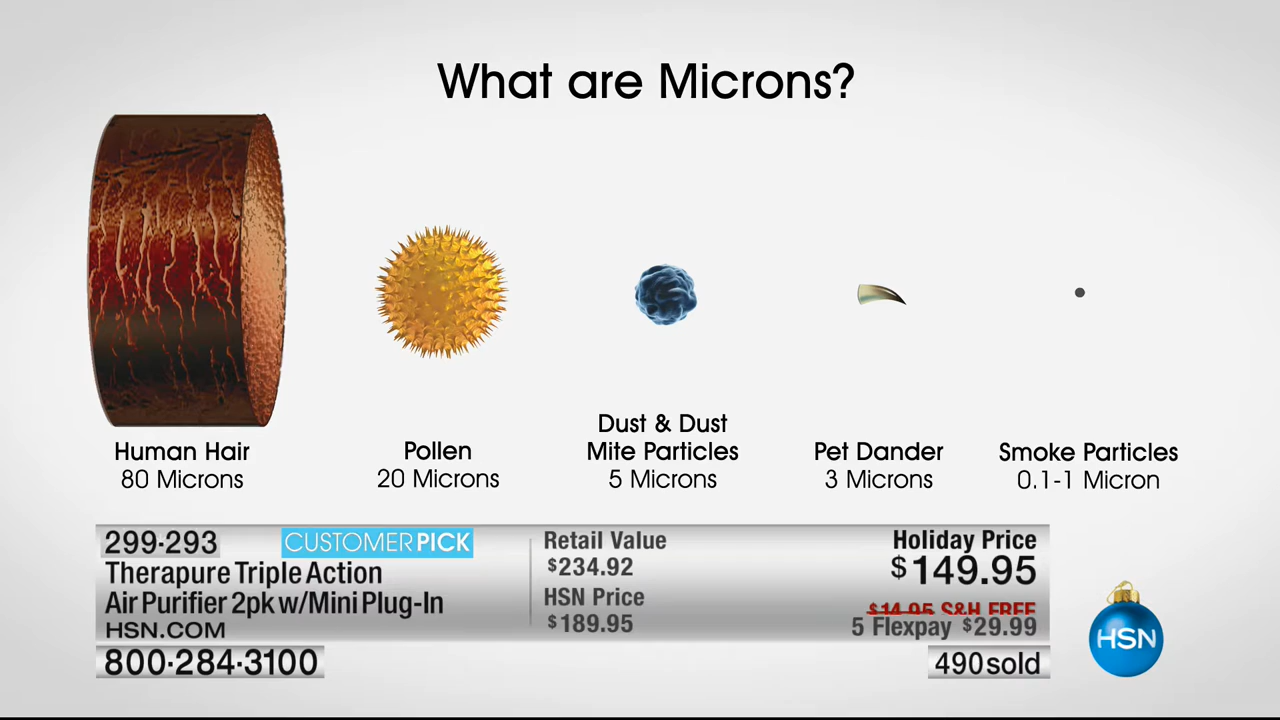 What are Microns?
Human Hair
80 Microns
Pollen
20 Microns
Dust & Dust
Mite Particles
5 Microns
Pet Dander
3 Microns
Smoke Particles
0.1-1 Micron
299·293
CUSTOMERPICK
Therapure Triple Action
Air Purifier 2pk w/Mini Plug-In
HSN.COM
800·284·3100
Retail Value
$234.92
HSN Price
$189.95
Holiday Price
$149.95
$14.95 S&H FREE
5 Flexpay $29.99
490 sold
HSN